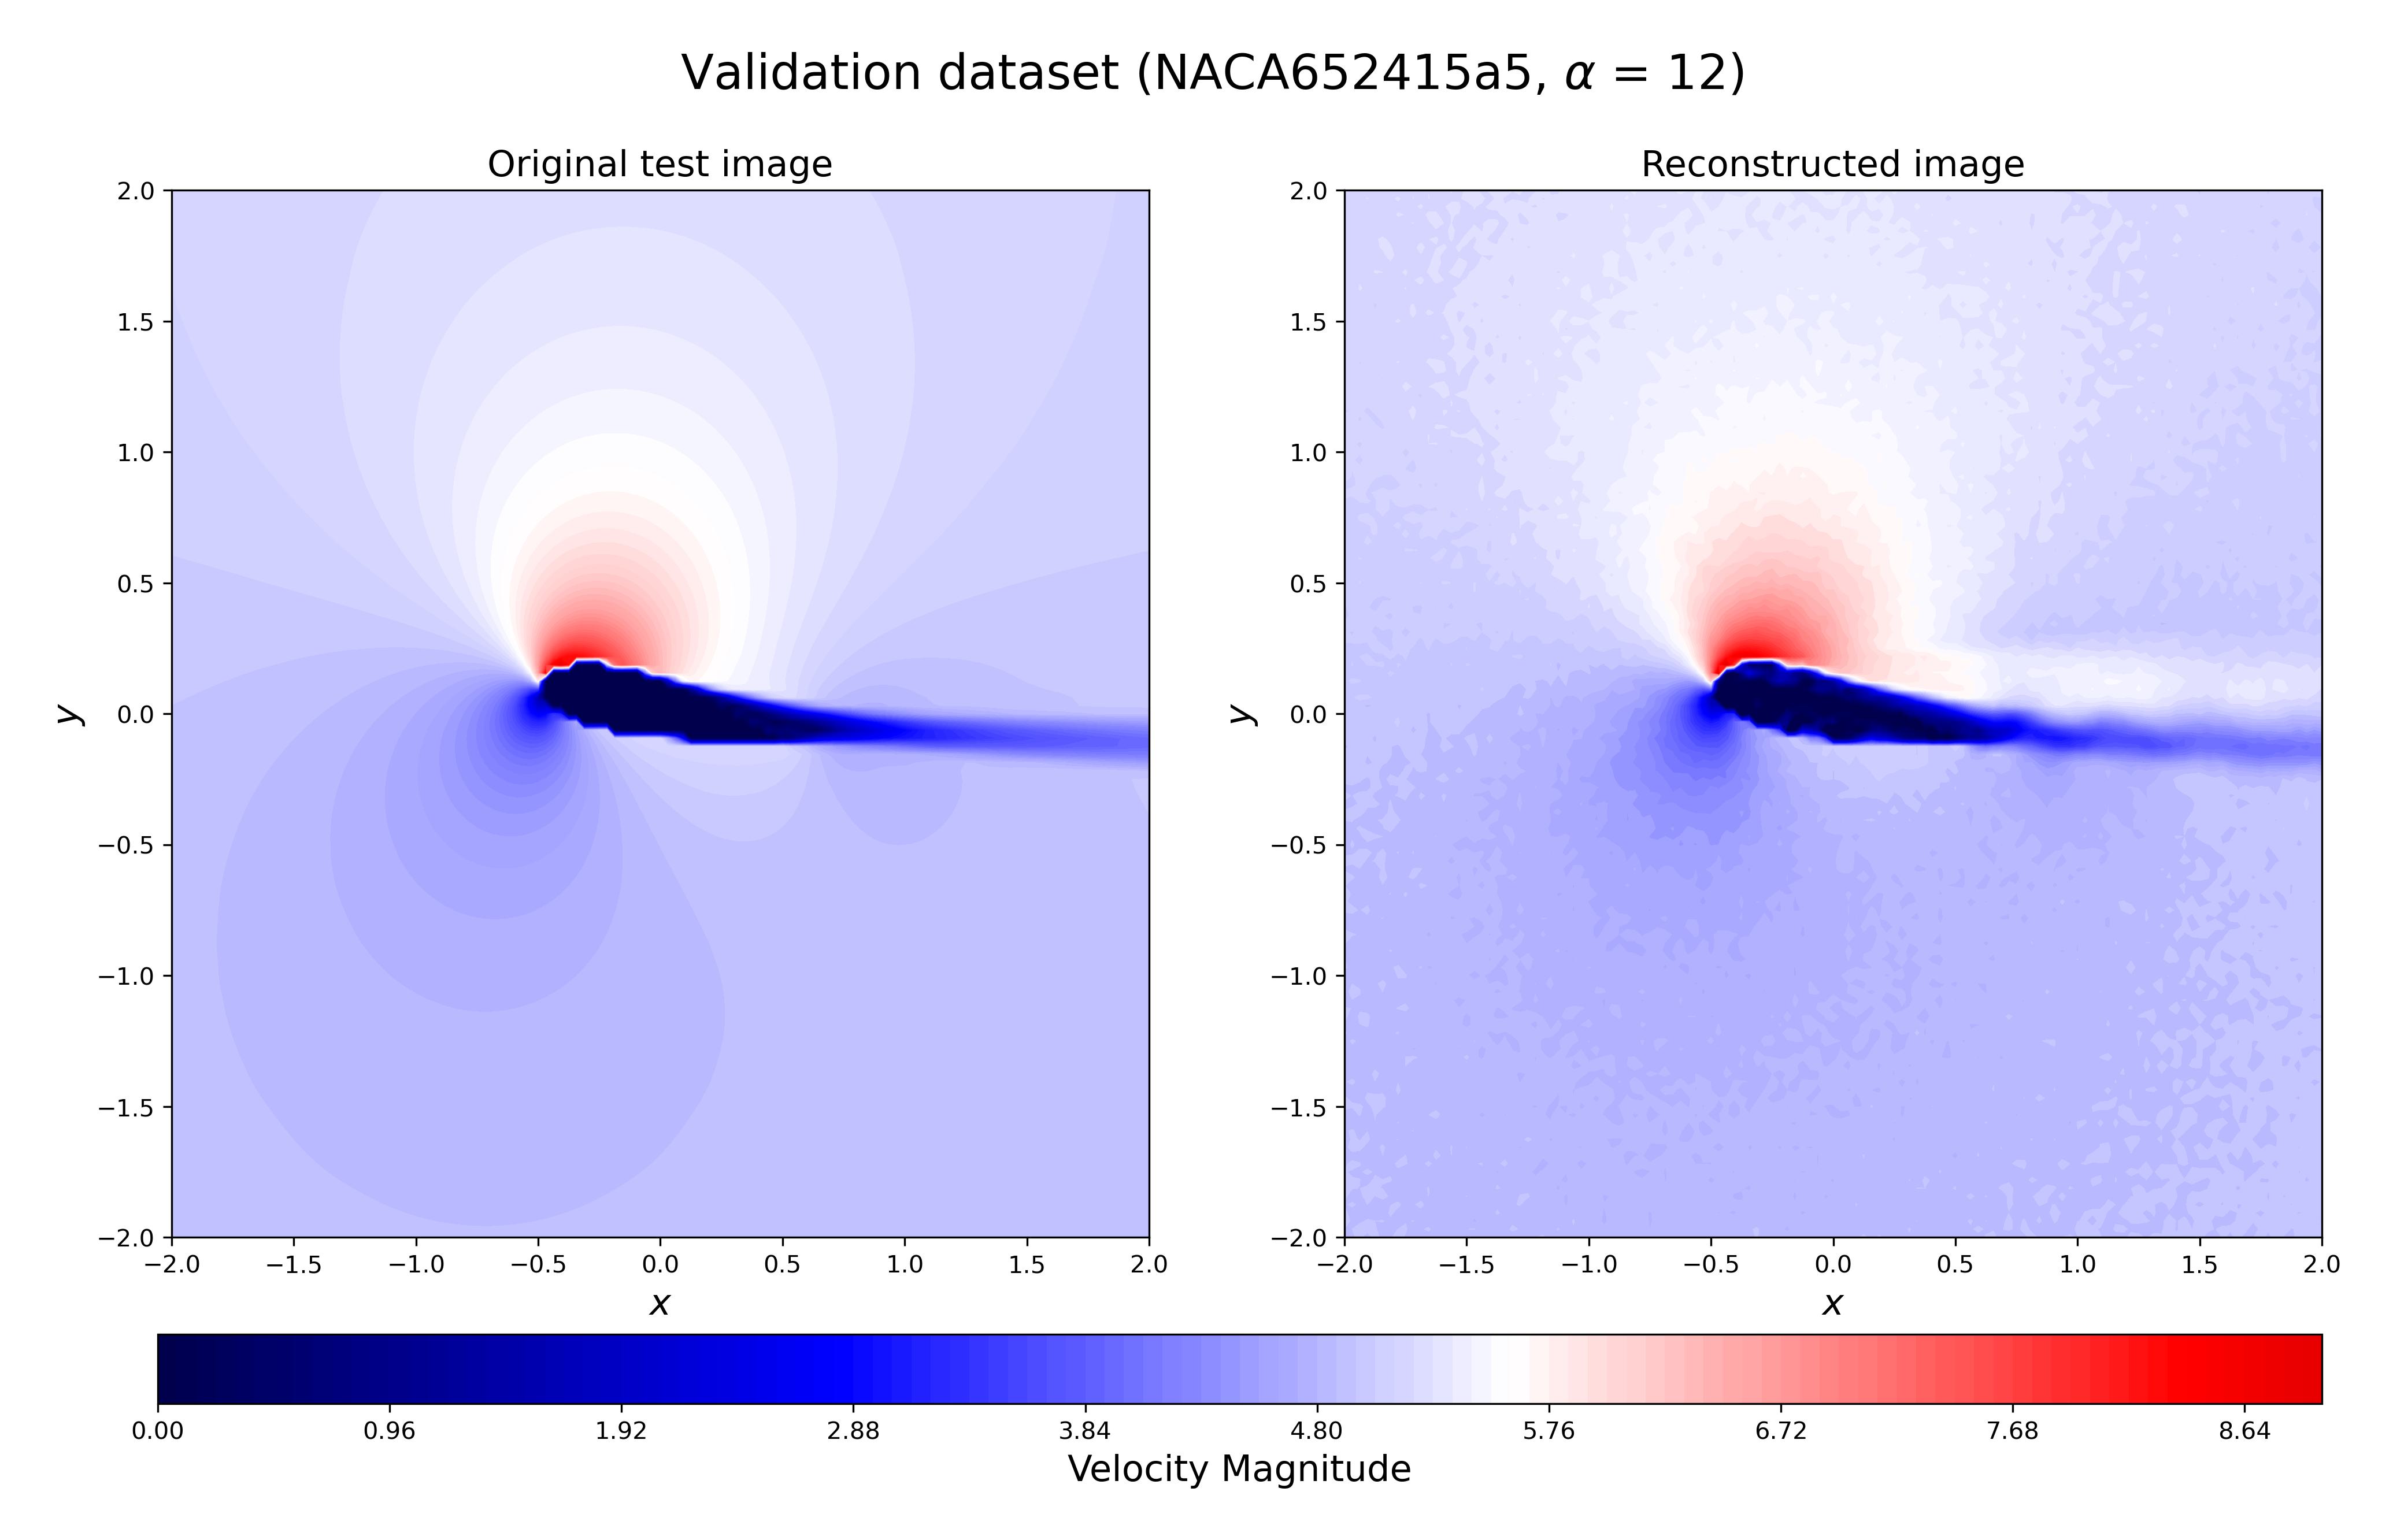 Validation dataset (NACA652415a5, α = 12)
Original test image
2.0
1.5
1.0
0.5
0.0
−0.5
−1.0
−1.5
−2.0
y
−2.0 −1.5 −1.0 −0.5 0.0 0.5 1.0 1.5 2.0
x
Reconstructed image
2.0
1.5
1.0
0.5
0.0
−0.5
−1.0
−1.5
−2.0
y
−2.0 −1.5 −1.0 −0.5 0.0 0.5 1.0 1.5 2.0
x
0.00 0.96 1.92 2.88 3.84 4.80 5.76 6.72 7.68 8.64
Velocity Magnitude